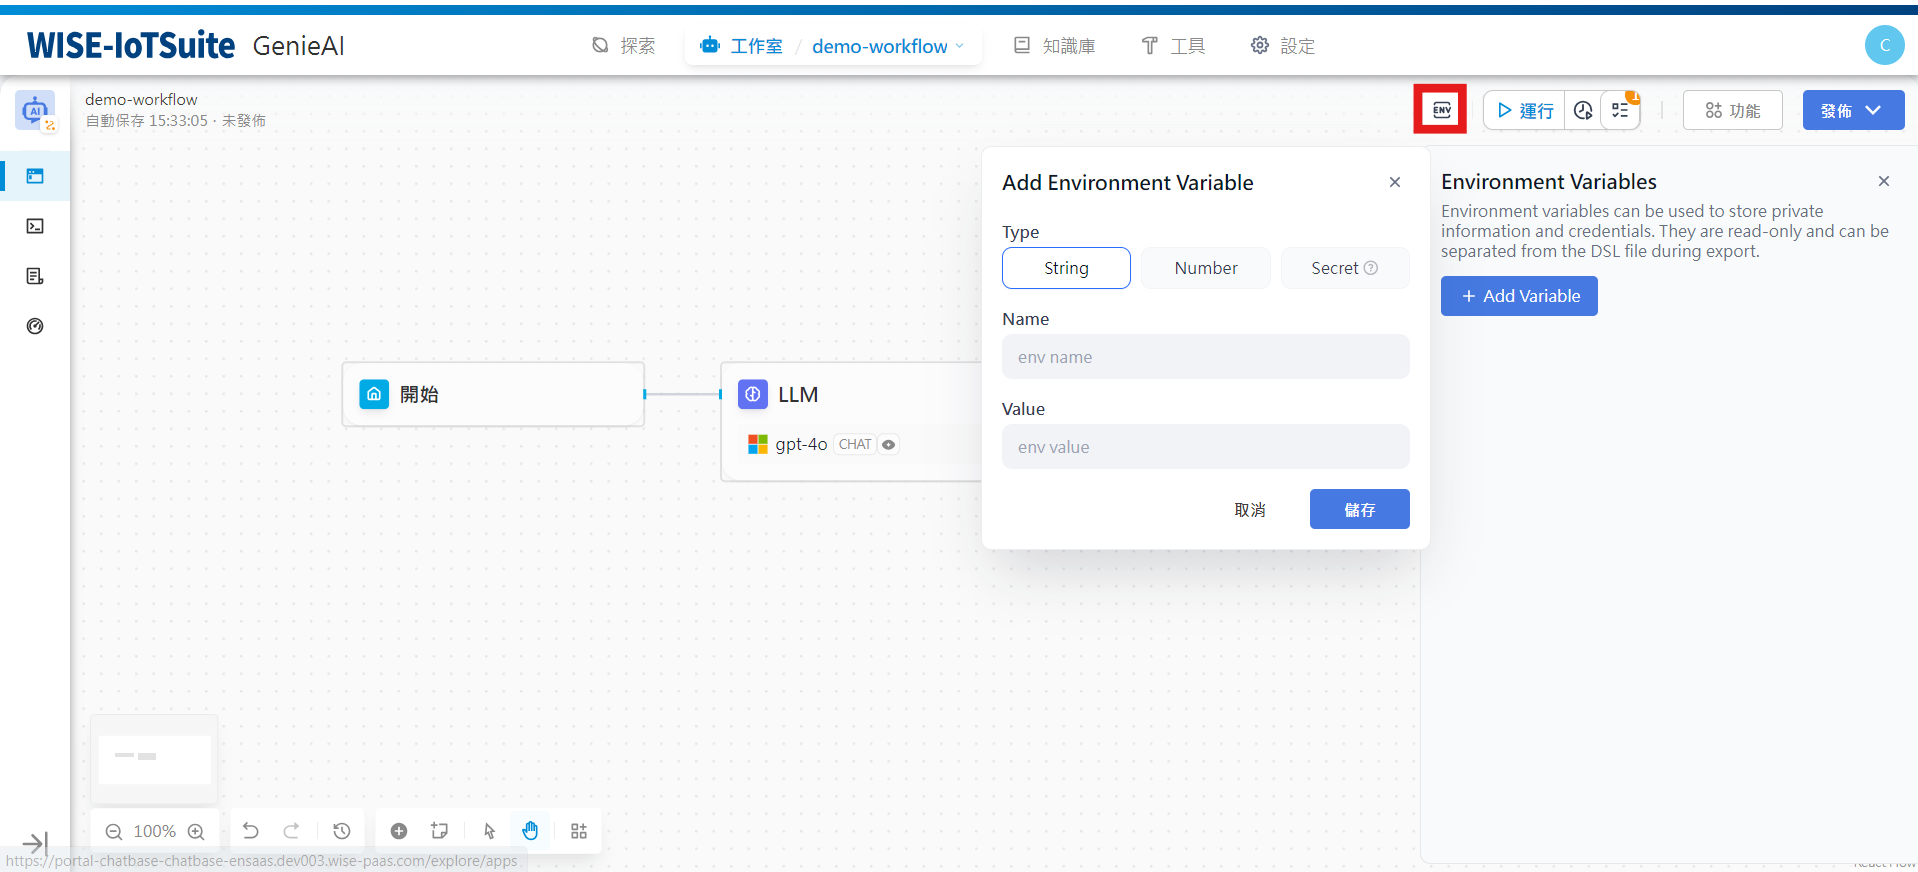 WISE-IoTSuite GenieAI
探索
工作室 / demo-workflow
知識庫
工具
設定
C
demo-workflow
自動保存 15:33:05 · 未發佈
ENV
運行
1
功能
發佈
AI
Add Environment Variable
Type
String
Number
Secret
Name
env name
Value
env value
取消
儲存
Environment Variables
Environment variables can be used to store private
information and credentials. They are read-only and can be
separated from the DSL file during export.
+ Add Variable
開始
LLM
gpt-4o CHAT
100%
https://portal-chatbase-chatbase-ensaas.dev003.wise-paas.com/explore/apps
React Flow